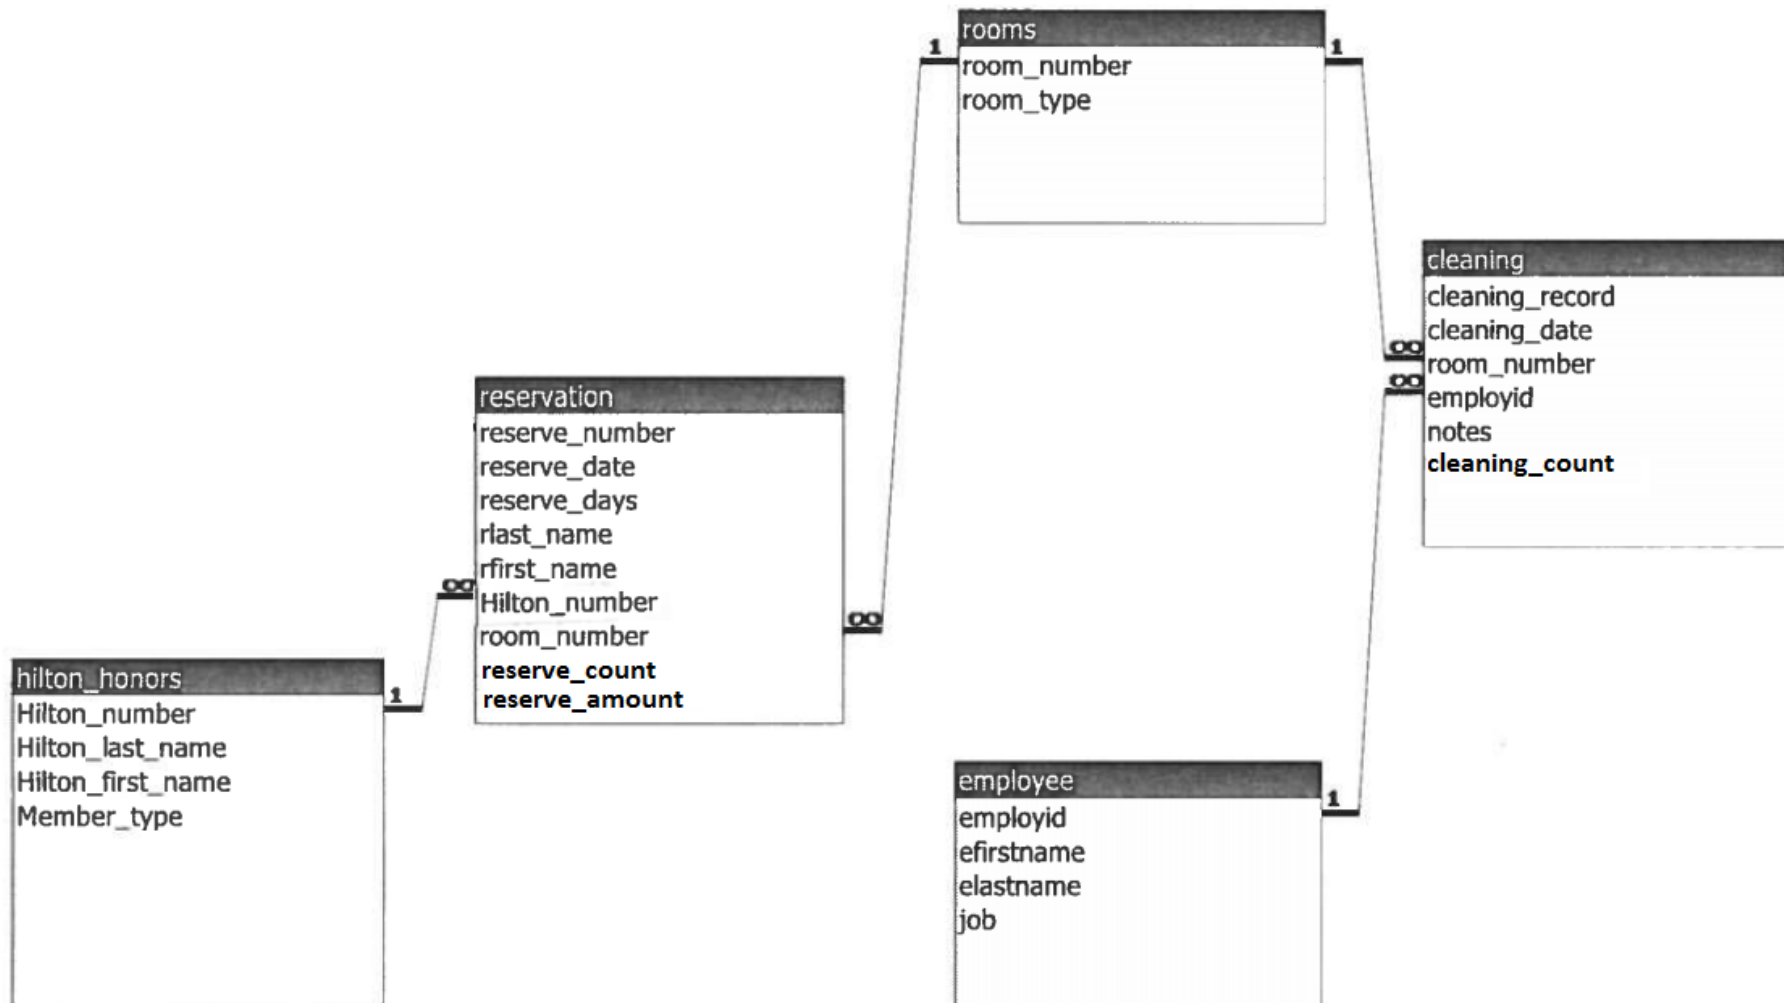 rooms
1
1
room_number
room_type
cleaning
cleaning_record
cleaning_date
room_number
employid
notes
cleaning_count
∞
∞
reservation
reserve_number
reserve_date
reserve_days
rlast_name
rfirst_name
Hilton_number
room_number
reserve_count
reserve_amount
∞
∞
hilton_honors
1
Hilton_number
Hilton_last_name
Hilton_first_name
Member_type
employee
1
employid
efirstname
elastname
job